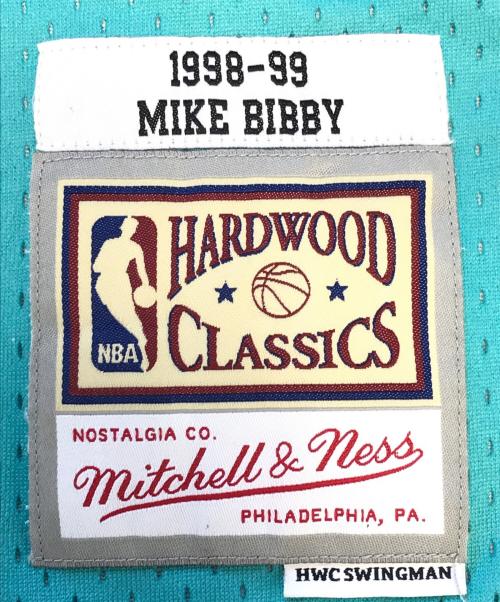 1998-99
MIKE BIBBY
HARDWOOD
CLASSICS
NBA
NOSTALGIA CO.
Mitchell & Ness
PHILADELPHIA, PA.
HWC SWINGMAN